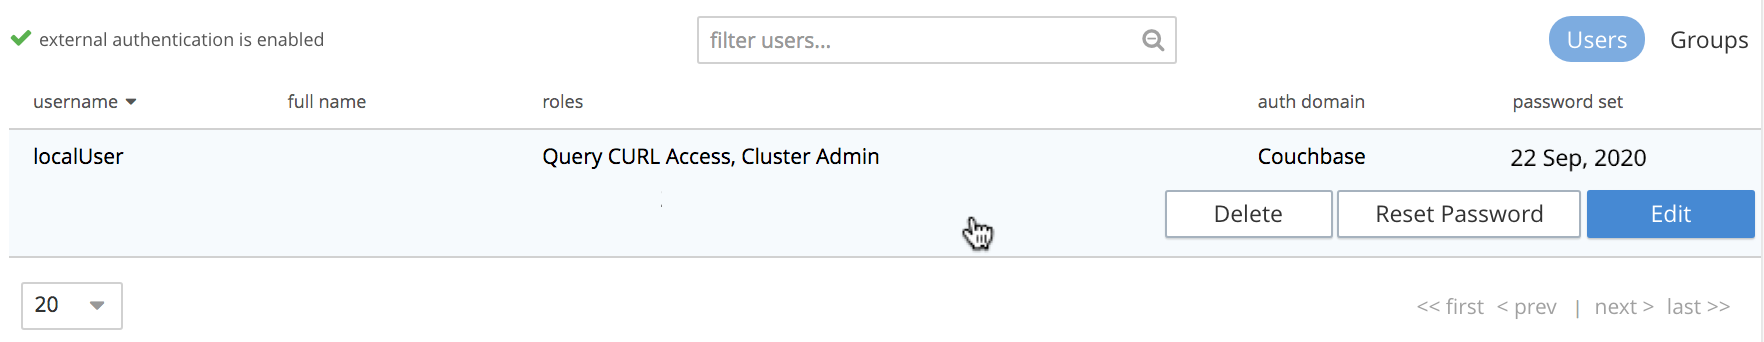 external authentication is enabled
filter users...
Users
Groups
username
full name
roles
auth domain
password set
localUser
Query CURL Access, Cluster Admin
Couchbase
22 Sep, 2020
Delete
Reset Password
Edit
20
<< first < prev | next > last >>